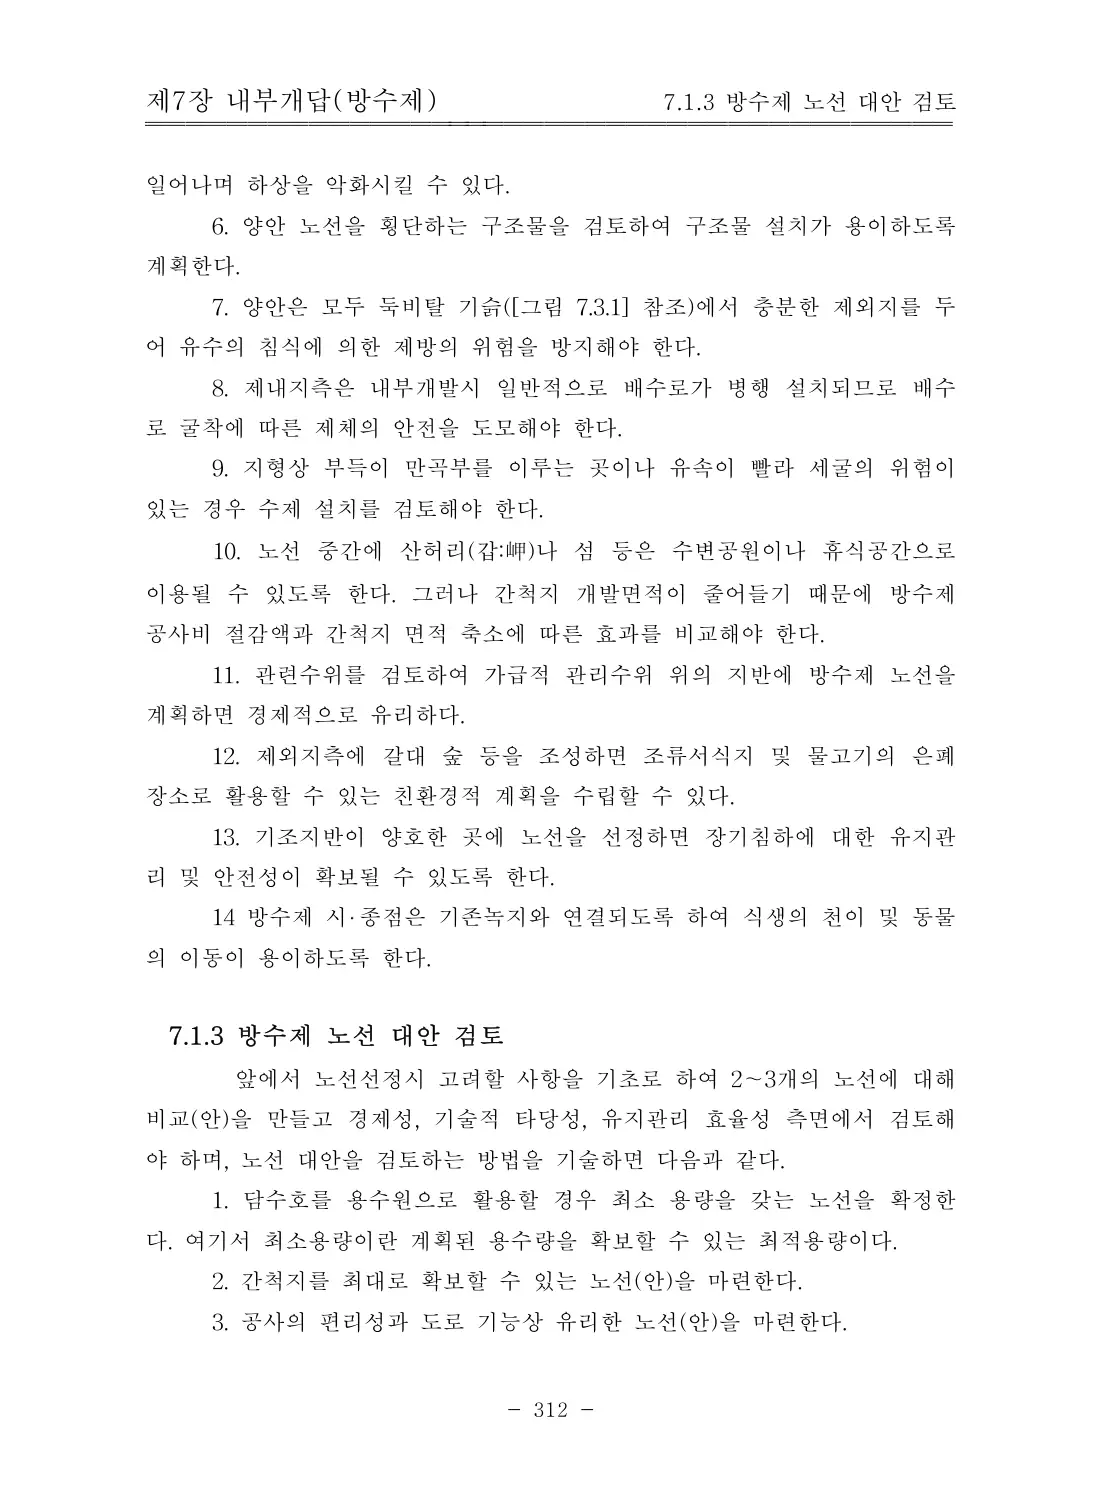 제7장 내부개답(방수제)
7.1.3 방수제 노선 대안 검토
일어나며 하상을 악화시킬 수 있다.
6. 양안 노선을 횡단하는 구조물을 검토하여 구조물 설치가 용이하도록
계획한다.
7. 양안은 모두 둑비탈 기슭([그림 7.3.1] 참조)에서 충분한 제외지를 두
어 유수의 침식에 의한 제방의 위험을 방지해야 한다.
8. 제내지측은 내부개발시 일반적으로 배수로가 병행 설치되므로 배수
로 굴착에 따른 제체의 안전을 도모해야 한다.
9. 지형상 부득이 만곡부를 이루는 곳이나 유속이 빨라 세굴의 위험이
있는 경우 수제 설치를 검토해야 한다.
10. 노선 중간에 산허리(갑:岬)나 섬 등은 수변공원이나 휴식공간으로
이용될 수 있도록 한다. 그러나 간척지 개발면적이 줄어들기 때문에 방수제
공사비 절감액과 간척지 면적 축소에 따른 효과를 비교해야 한다.
11. 관련수위를 검토하여 가급적 관리수위 위의 지반에 방수제 노선을
계획하면 경제적으로 유리하다.
12. 제외지측에 갈대 숲 등을 조성하면 조류서식지 및 물고기의 은폐
장소로 활용할 수 있는 친환경적 계획을 수립할 수 있다.
13. 기조지반이 양호한 곳에 노선을 선정하면 장기침하에 대한 유지관
리 및 안전성이 확보될 수 있도록 한다.
14 방수제 시·종점은 기존녹지와 연결되도록 하여 식생의 천이 및 동물
의 이동이 용이하도록 한다.
7.1.3 방수제 노선 대안 검토
앞에서 노선선정시 고려할 사항을 기초로 하여 2~3개의 노선에 대해
비교(안)을 만들고 경제성, 기술적 타당성, 유지관리 효율성 측면에서 검토해
야 하며, 노선 대안을 검토하는 방법을 기술하면 다음과 같다.
1. 담수호를 용수원으로 활용할 경우 최소 용량을 갖는 노선을 확정한
다. 여기서 최소용량이란 계획된 용수량을 확보할 수 있는 최적용량이다.
2. 간척지를 최대로 확보할 수 있는 노선(안)을 마련한다.
3. 공사의 편리성과 도로 기능상 유리한 노선(안)을 마련한다.
- 312 -